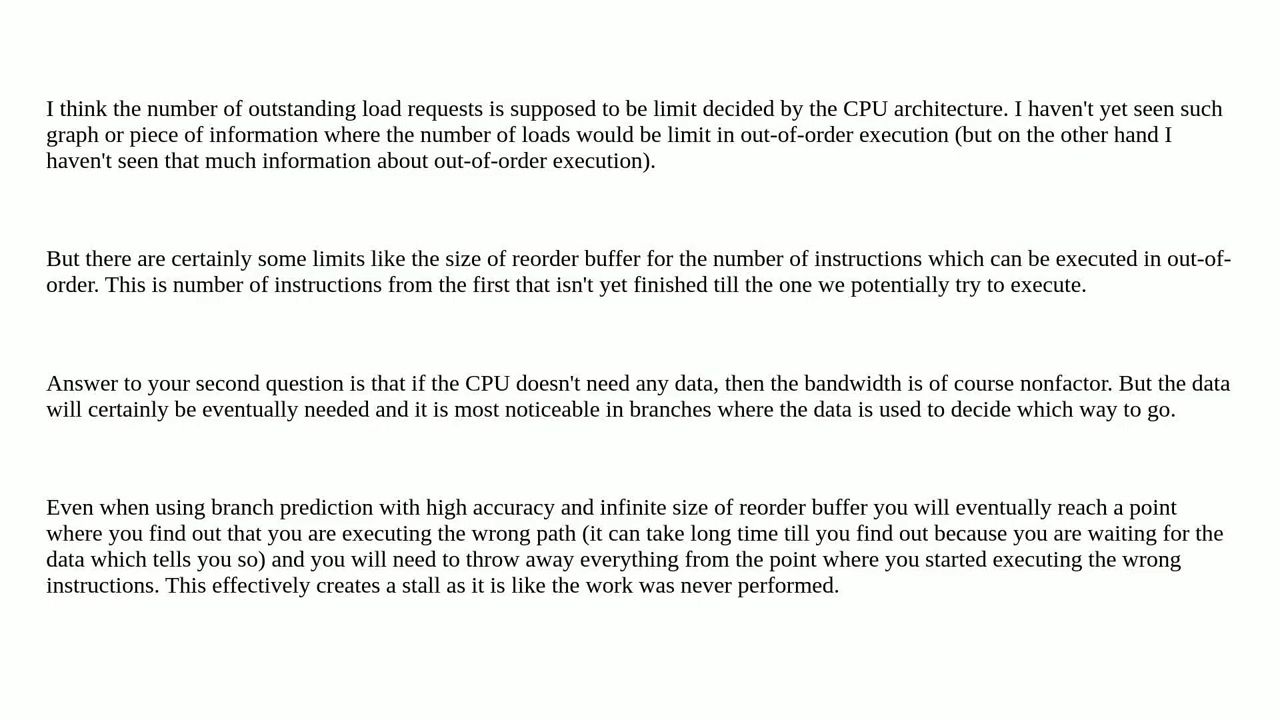 I think the number of outstanding load requests is supposed to be limit decided by the CPU architecture. I haven't yet seen such
graph or piece of information where the number of loads would be limit in out-of-order execution (but on the other hand I
haven't seen that much information about out-of-order execution).
But there are certainly some limits like the size of reorder buffer for the number of instructions which can be executed in out-of-
order. This is number of instructions from the first that isn't yet finished till the one we potentially try to execute.
Answer to your second question is that if the CPU doesn't need any data, then the bandwidth is of course nonfactor. But the data
will certainly be eventually needed and it is most noticeable in branches where the data is used to decide which way to go.
Even when using branch prediction with high accuracy and infinite size of reorder buffer you will eventually reach a point
where you find out that you are executing the wrong path (it can take long time till you find out because you are waiting for the
data which tells you so) and you will need to throw away everything from the point where you started executing the wrong
instructions. This effectively creates a stall as it is like the work was never performed.